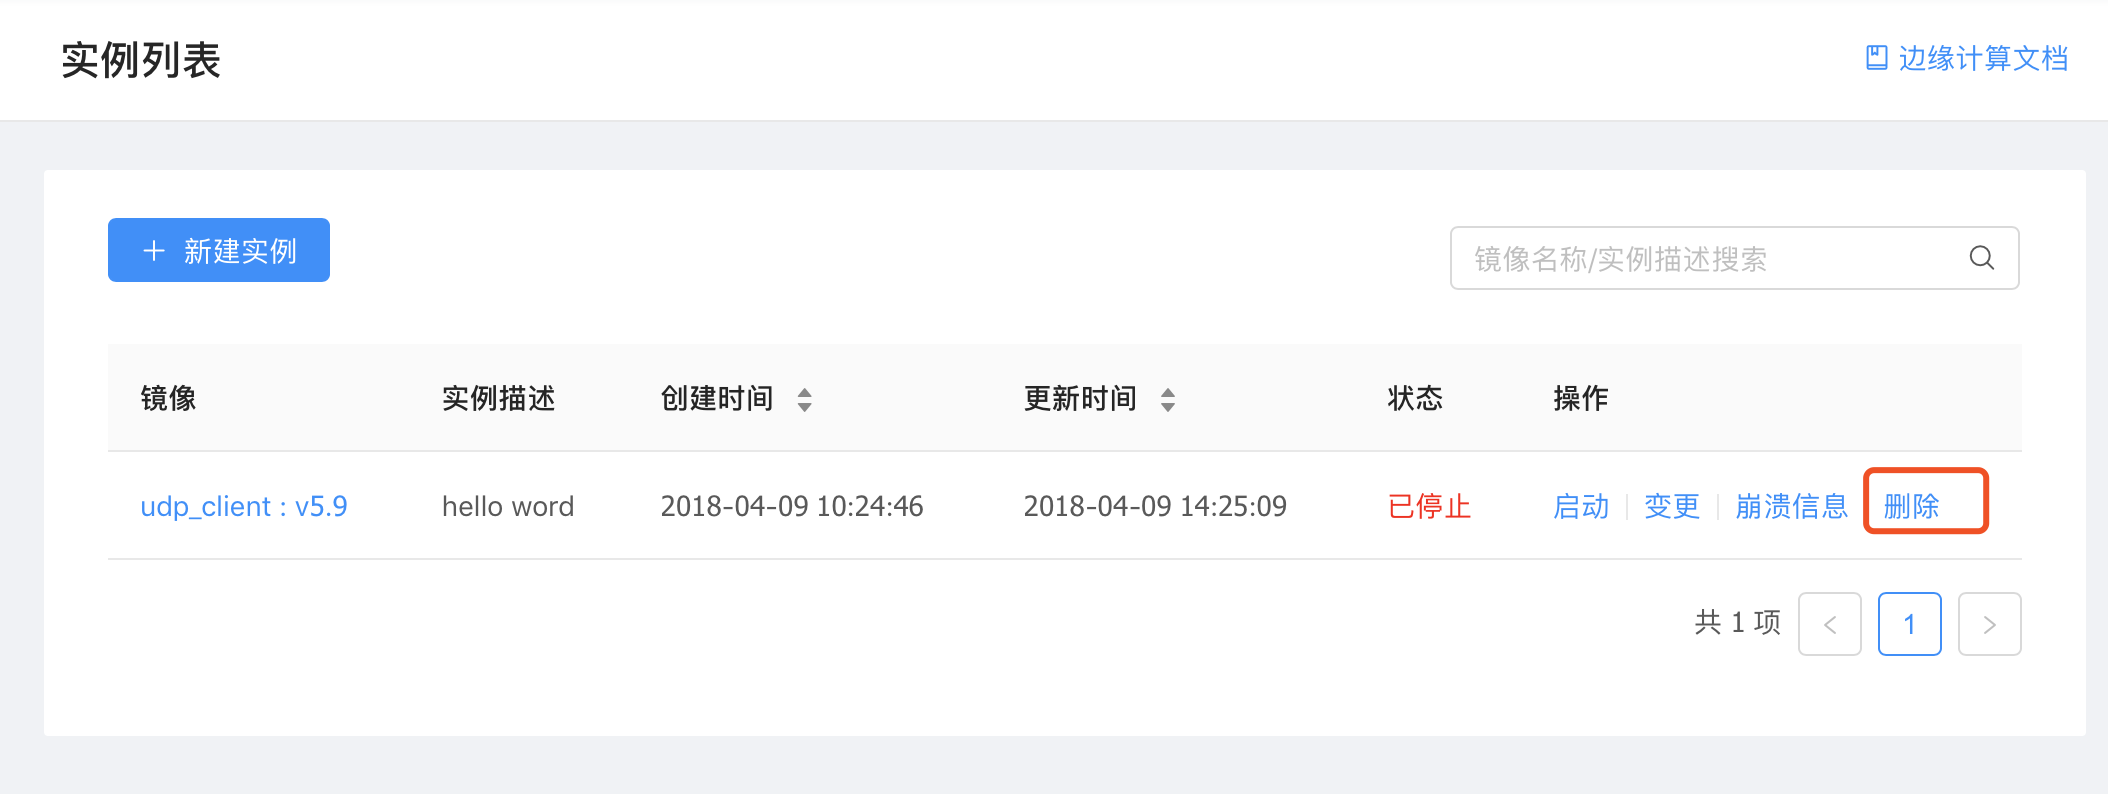 实例列表
边缘计算文档
新建实例
镜像名称/实例描述搜索
镜像 实例描述 创建时间 更新时间 状态 操作
udp_client : v5.9 hello word 2018-04-09 10:24:46 2018-04-09 14:25:09 已停止 启动 变更 崩溃信息 删除
共 1 项 < 1 >